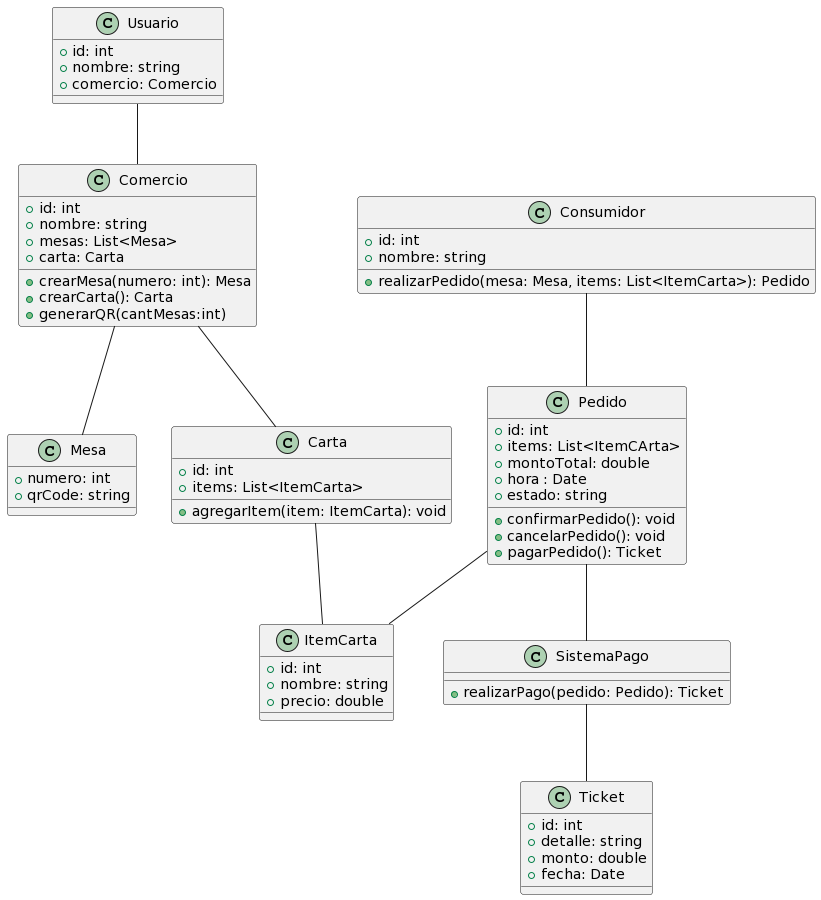 C Usuario
id: int
nombre: string
comercio: Comercio
C Comercio
id: int
nombre: string
mesas: List<Mesa>
carta: Carta
crearMesa(numero: int): Mesa
crearCarta(): Carta
generarQR(cantMesas:int)
C Consumidor
id: int
nombre: string
realizarPedido(mesa: Mesa, items: List<ItemCarta>): Pedido
C Mesa
numero: int
qrCode: string
C Carta
id: int
items: List<ItemCarta>
agregarItem(item: ItemCarta): void
C Pedido
id: int
items: List<ItemCArta>
montoTotal: double
hora : Date
estado: string
confirmarPedido(): void
cancelarPedido(): void
pagarPedido(): Ticket
C ItemCarta
id: int
nombre: string
precio: double
C SistemaPago
realizarPago(pedido: Pedido): Ticket
C Ticket
id: int
detalle: string
monto: double
fecha: Date